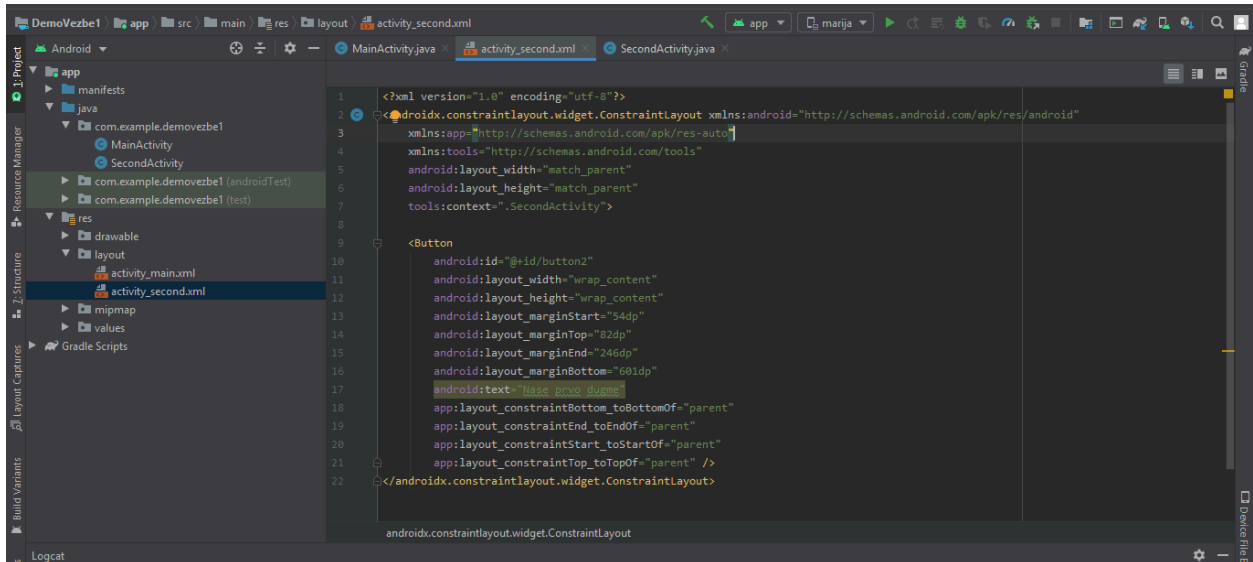 DemoVezbe1 app src main res layout activity_second.xml app marija
1: Project Android MainActivity.java activity_second.xml SecondActivity.java Gradle
app
manifests
java
com.example.demovezbe1
MainActivity
SecondActivity
com.example.demovezbe1 (androidTest)
com.example.demovezbe1 (test)
res
drawable
layout
activity_main.xml
activity_second.xml
mipmap
values
Gradle Scripts
Resource Manager
Z: Structure
Layout Captures
Build Variants
1 <?xml version="1.0" encoding="utf-8"?>
2 <androidx.constraintlayout.widget.ConstraintLayout xmlns:android="http://schemas.android.com/apk/res/android"
3 xmlns:app="http://schemas.android.com/apk/res-auto"
4 xmlns:tools="http://schemas.android.com/tools"
5 android:layout_width="match_parent"
6 android:layout_height="match_parent"
7 tools:context=".SecondActivity">
8
9 <Button
10 android:id="@+id/button2"
11 android:layout_width="wrap_content"
12 android:layout_height="wrap_content"
13 android:layout_marginStart="54dp"
14 android:layout_marginTop="82dp"
15 android:layout_marginEnd="246dp"
16 android:layout_marginBottom="601dp"
17 android:text="Nase prvo dugme"
18 app:layout_constraintBottom_toBottomOf="parent"
19 app:layout_constraintEnd_toEndOf="parent"
20 app:layout_constraintStart_toStartOf="parent"
21 app:layout_constraintTop_toTopOf="parent" />
22 </androidx.constraintlayout.widget.ConstraintLayout>
androidx.constraintlayout.widget.ConstraintLayout
Device File
Logcat